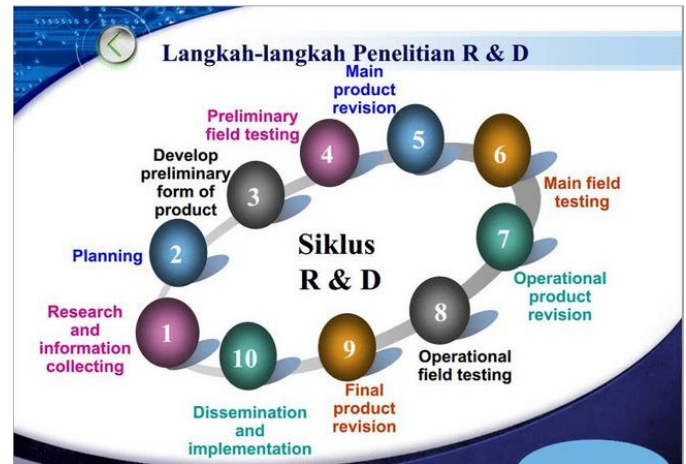 Langkah-langkah Penelitian R & D
1
Research
and
information
collecting
2
Planning
3
Develop
preliminary
form of
product
4
Preliminary
field testing
5
Main
product
revision
6
Main field
testing
7
Operational
product
revision
8
Operational
field testing
9
Final
product
revision
10
Dissemination
and
implementation
Siklus
R & D